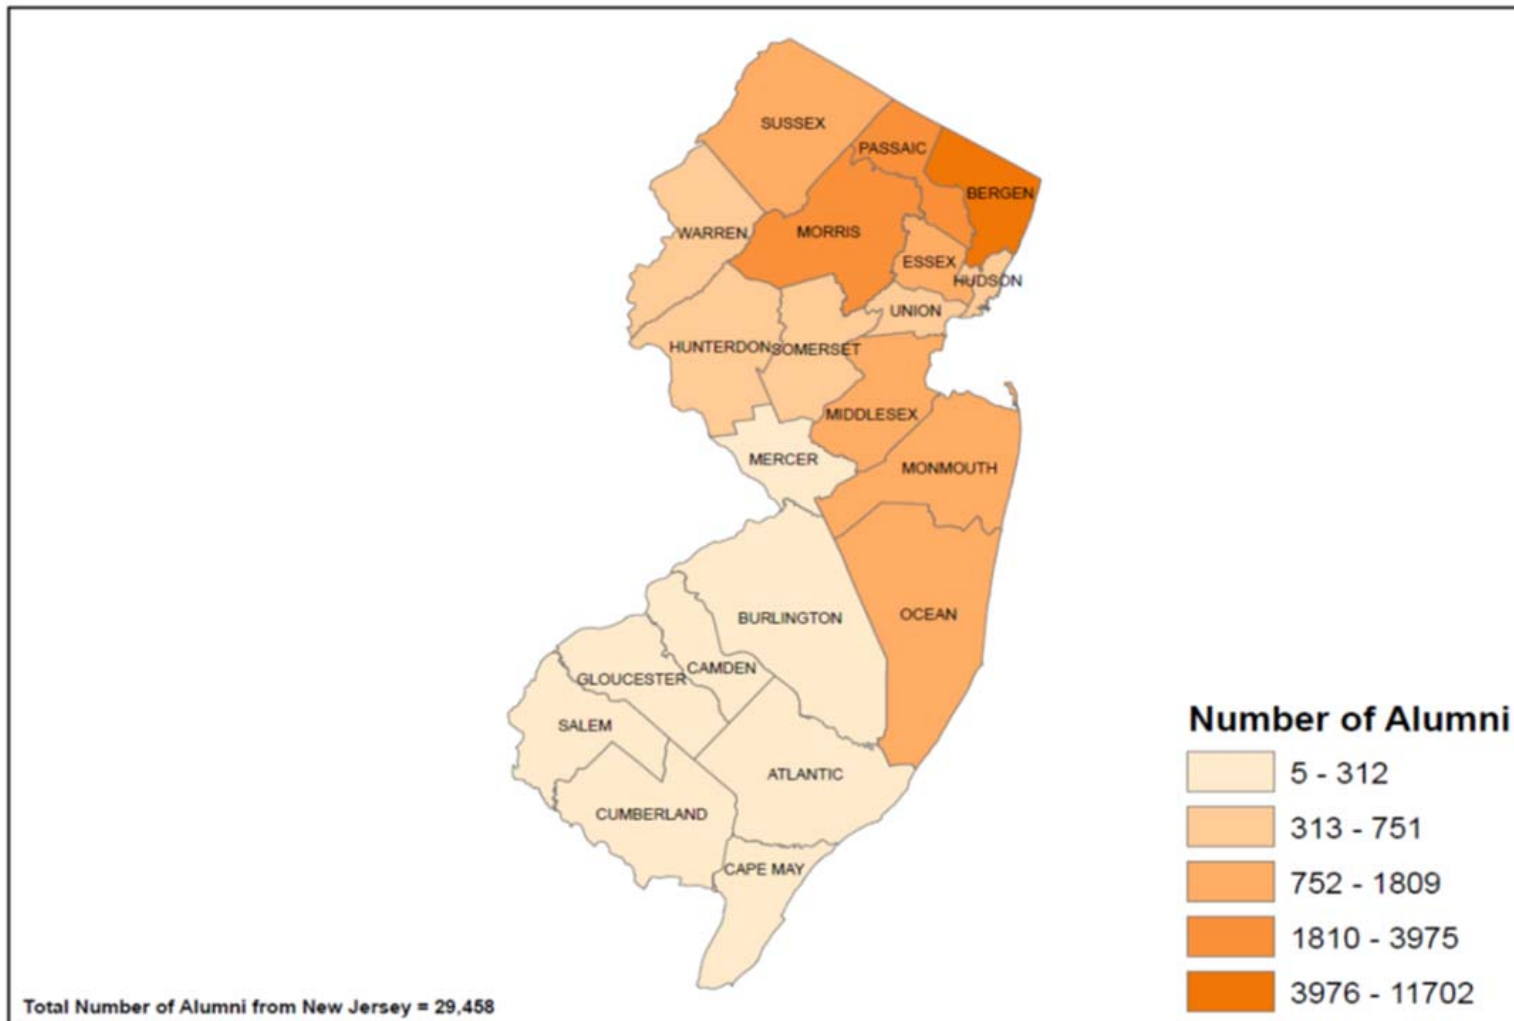 SUSSEX
PASSAIC
BERGEN
WARREN
MORRIS
ESSEX
HUDSON
UNION
HUNTERDON
SOMERSET
MIDDLESEX
MERCER
MONMOUTH
OCEAN
BURLINGTON
CAMDEN
GLOUCESTER
SALEM
ATLANTIC
CUMBERLAND
CAPE MAY
Number of Alumni
5 - 312
313 - 751
752 - 1809
1810 - 3975
3976 - 11702
Total Number of Alumni from New Jersey = 29,458